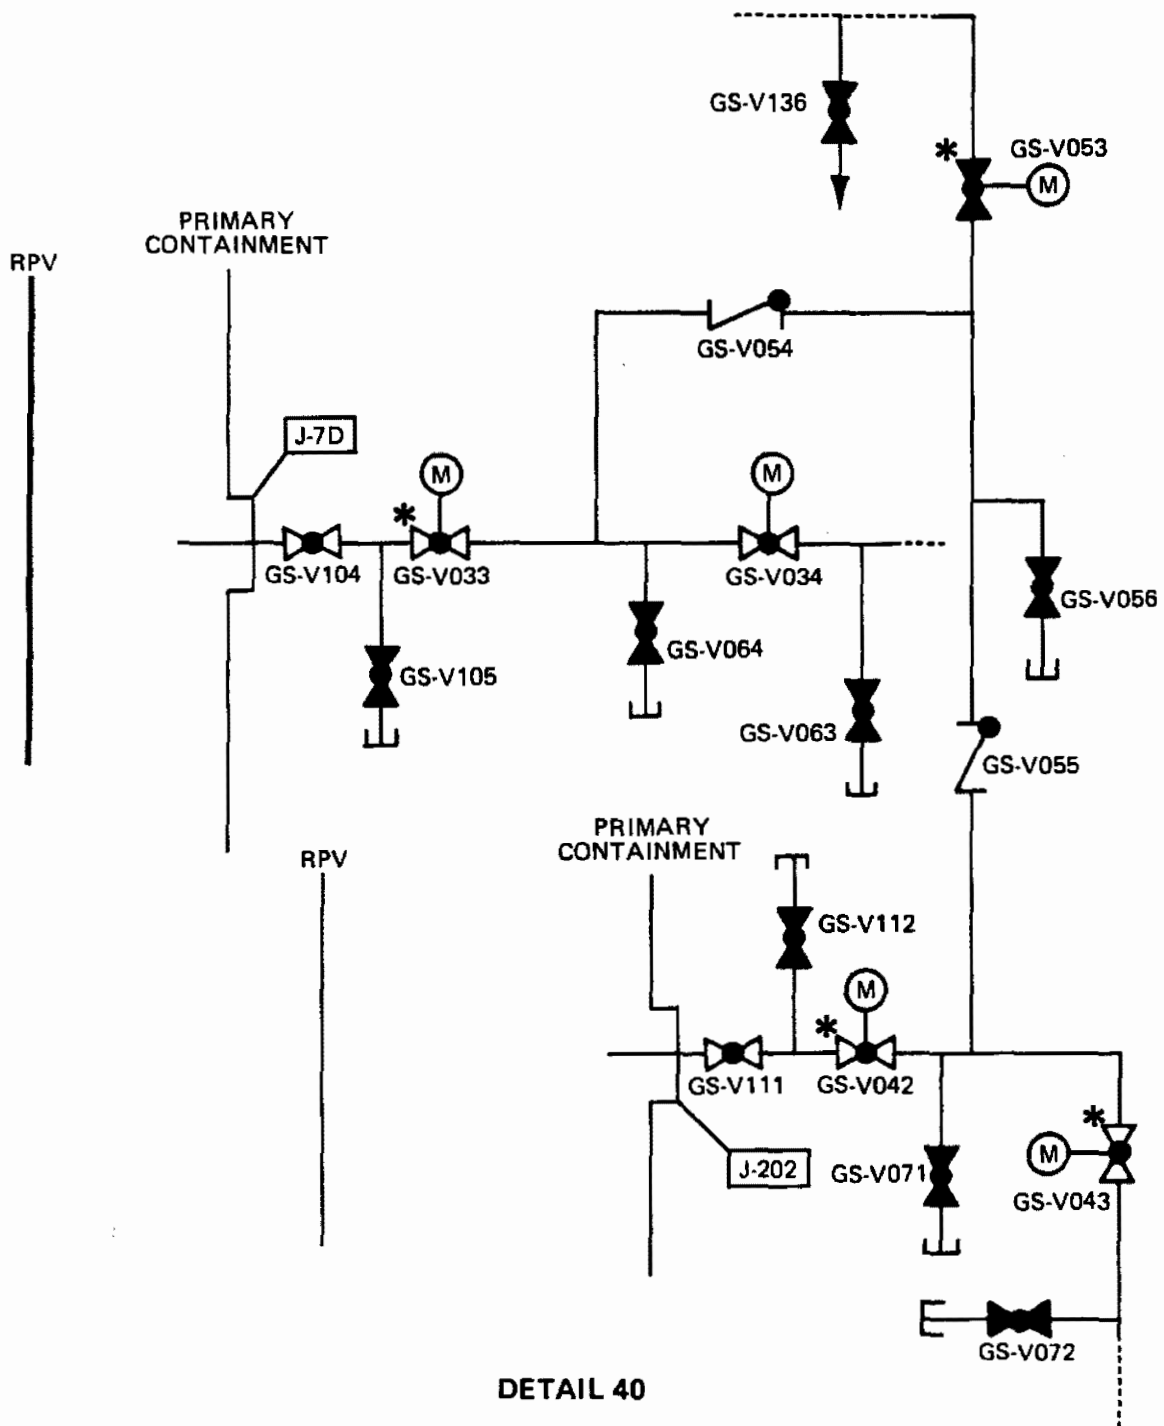 GS-V136
*
GS-V053
M
PRIMARY
CONTAINMENT
RPV
GS-V054
J-7D
M
M
*
GS-V104
GS-V033
GS-V034
GS-V056
GS-V064
GS-V105
GS-V063
GS-V055
PRIMARY
CONTAINMENT
RPV
GS-V112
M
*
GS-V111
GS-V042
*
M
J-202
GS-V071
GS-V043
GS-V072
DETAIL 40